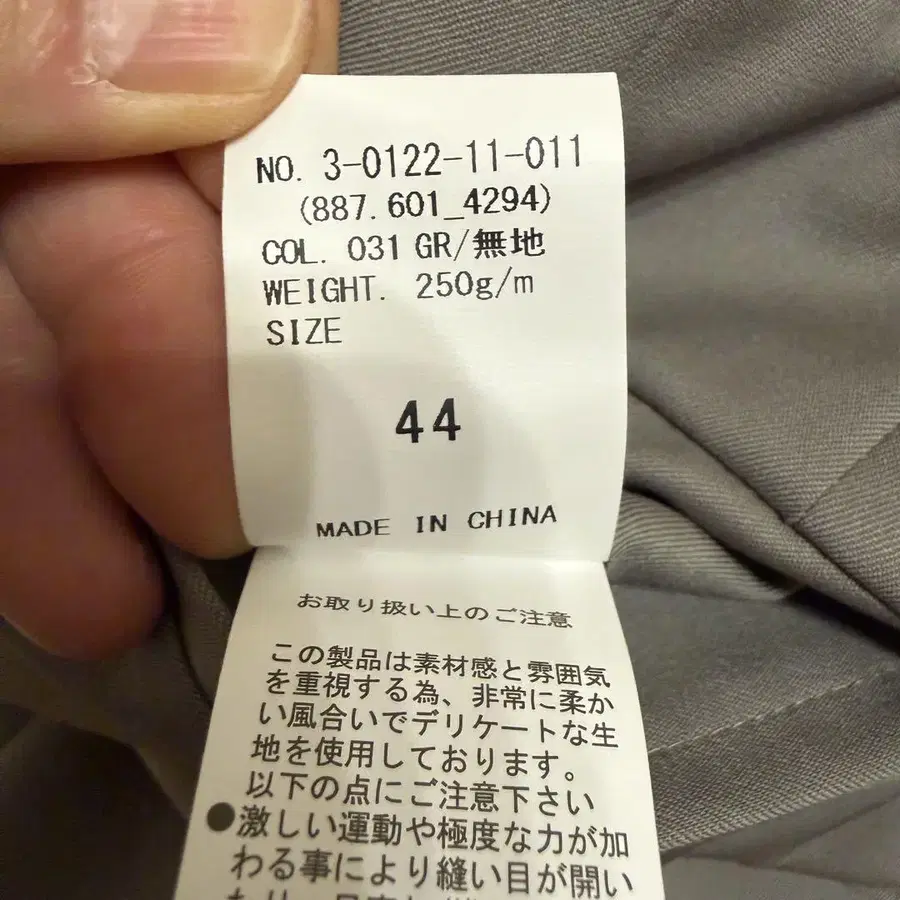 NO. 3-0122-11-011
(887.601_4294)
COL. 031 GR/無地
WEIGHT. 250g/m
SIZE
44
MADE IN CHINA
お取り扱い上のご注意
この製品は素材感と雰囲気
を重視する為、非常に柔か
い風合いでデリケートな生
地を使用しております。
以下の点にご注意下さい
●激しい運動や極度な力が加
わる事により縫い目が開い